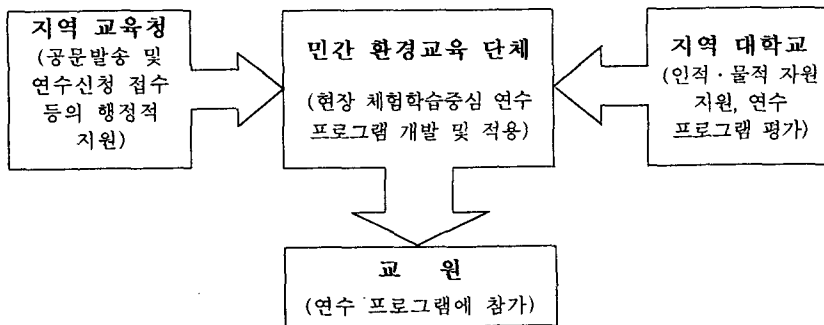 지역 교육청
(공문발송 및
연수신청 접수
등의 행정적
지원)
민간 환경교육 단체
(현장 체험학습중심 연수
프로그램 개발 및 적용)
지역 대학교
(인적·물적 자원
지원, 연수
프로그램 평가)
교 원
(연수 프로그램에 참가)